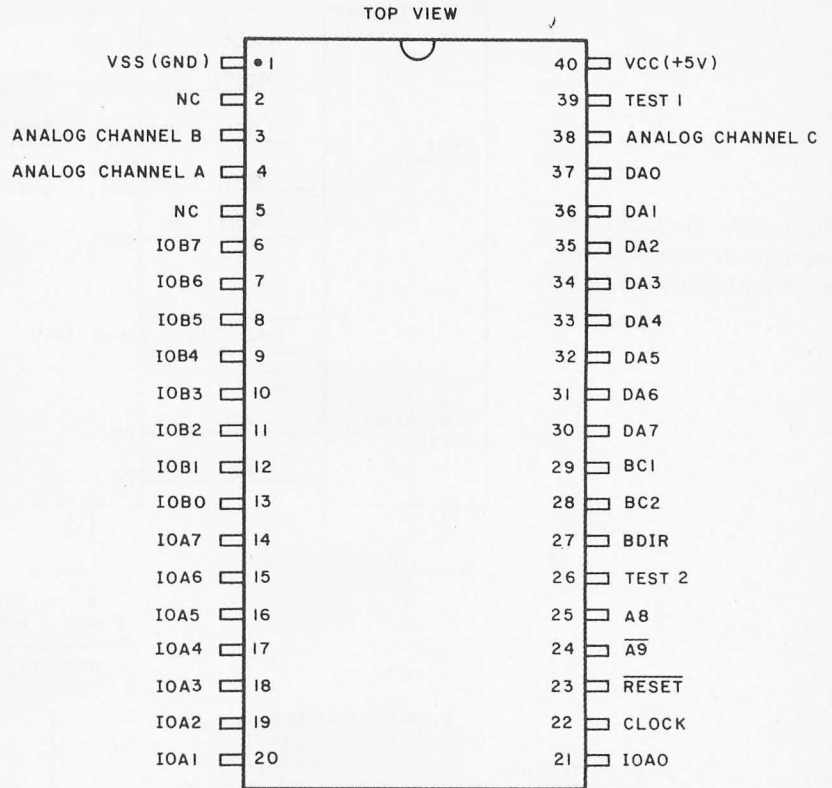 TOP VIEW
VSS (GND) 1 40 VCC (+5V)
NC 2 39 TEST 1
ANALOG CHANNEL B 3 38 ANALOG CHANNEL C
ANALOG CHANNEL A 4 37 DA0
NC 5 36 DA1
IOB7 6 35 DA2
IOB6 7 34 DA3
IOB5 8 33 DA4
IOB4 9 32 DA5
IOB3 10 31 DA6
IOB2 11 30 DA7
IOB1 12 29 BC1
IOB0 13 28 BC2
IOA7 14 27 BDIR
IOA6 15 26 TEST 2
IOA5 16 25 A8
IOA4 17 24 A̅9̅
IOA3 18 23 R̅E̅S̅E̅T̅
IOA2 19 22 CLOCK
IOA1 20 21 IOA0